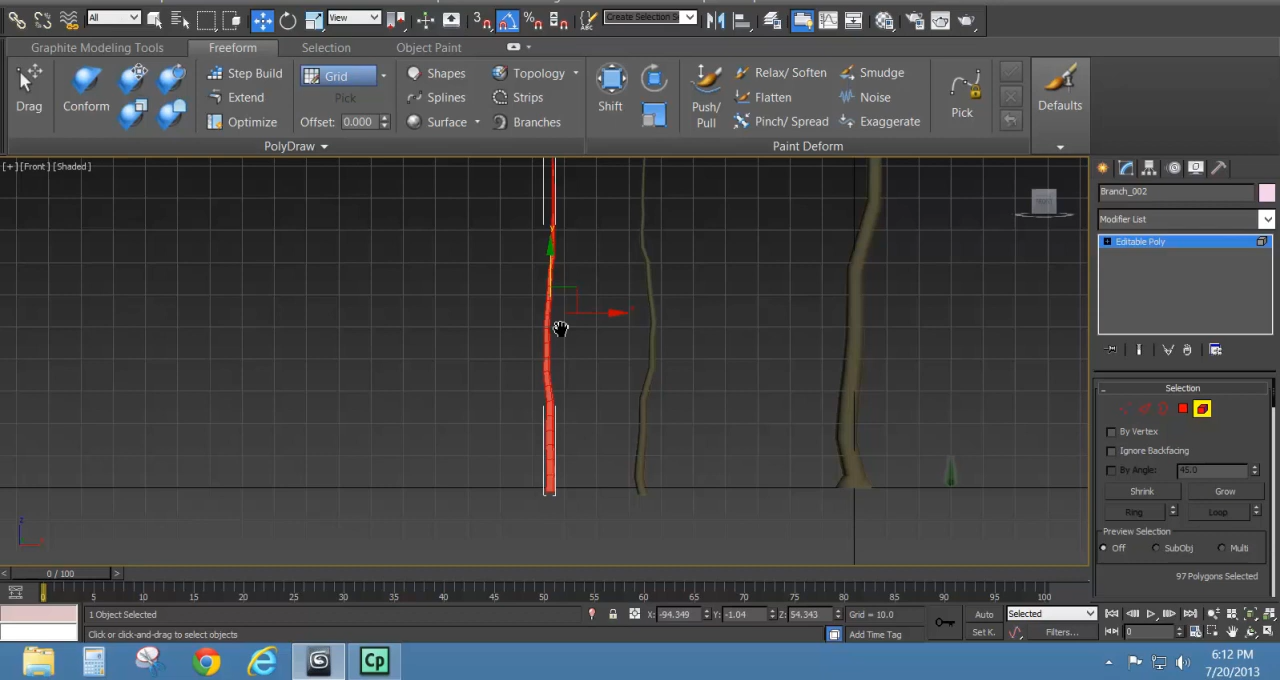 All
View
3
Create Selection S
Graphite Modeling Tools Freeform Selection Object Paint
Drag
Conform
Step Build
Extend
Optimize
Grid
Pick
Offset: 0.000
PolyDraw
Shapes
Splines
Surface
Topology
Strips
Branches
Shift
Push/
Pull
Relax/ Soften
Flatten
Pinch/ Spread
Smudge
Noise
Exaggerate
Paint Deform
Pick
Defaults
[+] [Front] [Shaded]
Branch_002
Modifier List
Editable Poly
Selection
By Vertex
Ignore Backfacing
By Angle: 45.0
Shrink Grow
Ring Loop
Preview Selection
Off SubObj Multi
97 Polygons Selected
0 / 100
0 5 10 15 20 25 30 35 40 45 50 55 60 65 70 75 80 85 90 95 100
1 Object Selected
X: -94.349 Y: -1.04 Z: 54.343 Grid = 10.0
Auto Selected
Click or click-and-drag to select objects
Add Time Tag
Set K. Filters... 0
Cp
6:12 PM
7/20/2013